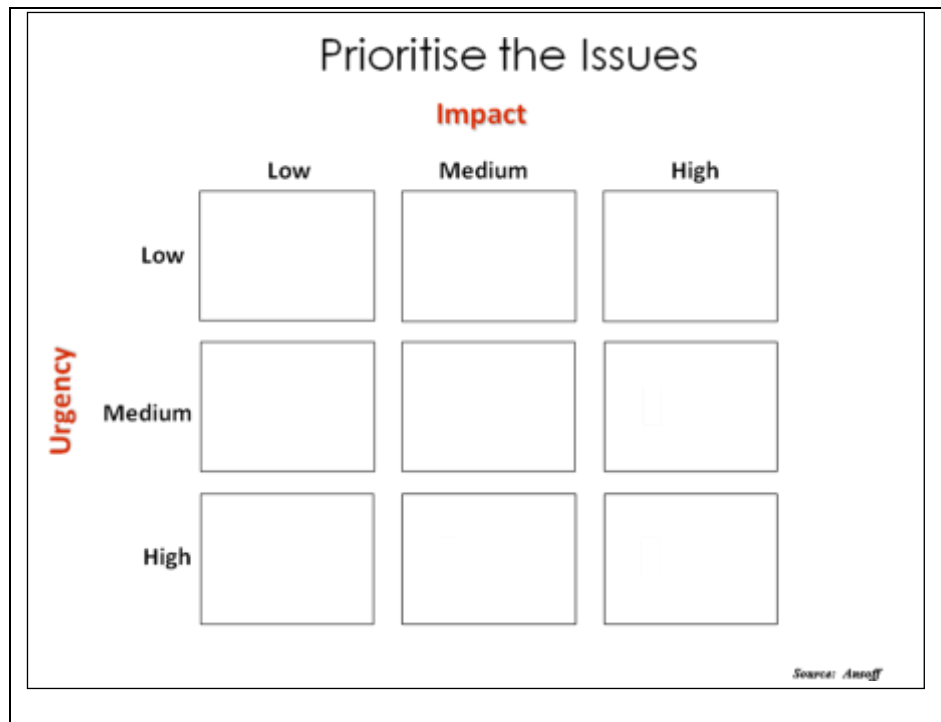 Prioritise the Issues
Impact
Low Medium High
Low
Urgency
Medium
High
Source: Ansoff